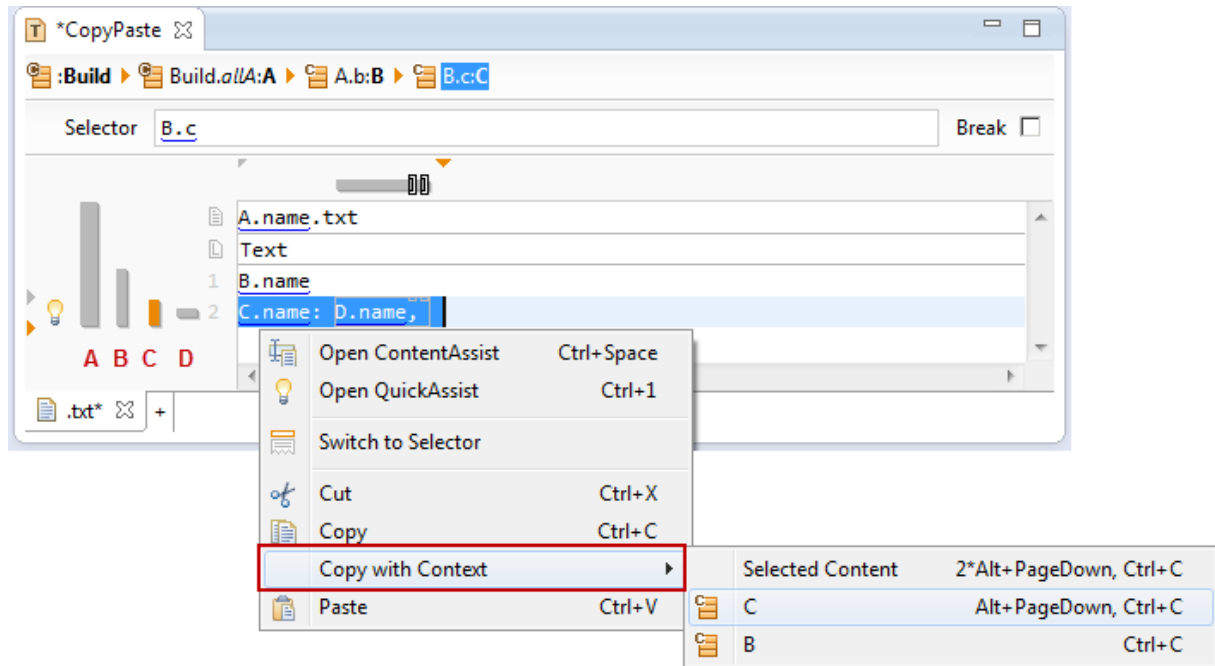 T *CopyPaste
:Build Build.allA:A A.b:B B.c:C
Selector B.c Break
A.name.txt
L Text
1 B.name
2 C.name: D.name,
A B C D
.txt* +
Open ContentAssist Ctrl+Space
Open QuickAssist Ctrl+1
Switch to Selector
Cut Ctrl+X
Copy Ctrl+C
Copy with Context
Paste Ctrl+V
Selected Content 2*Alt+PageDown, Ctrl+C
C C Alt+PageDown, Ctrl+C
C B Ctrl+C